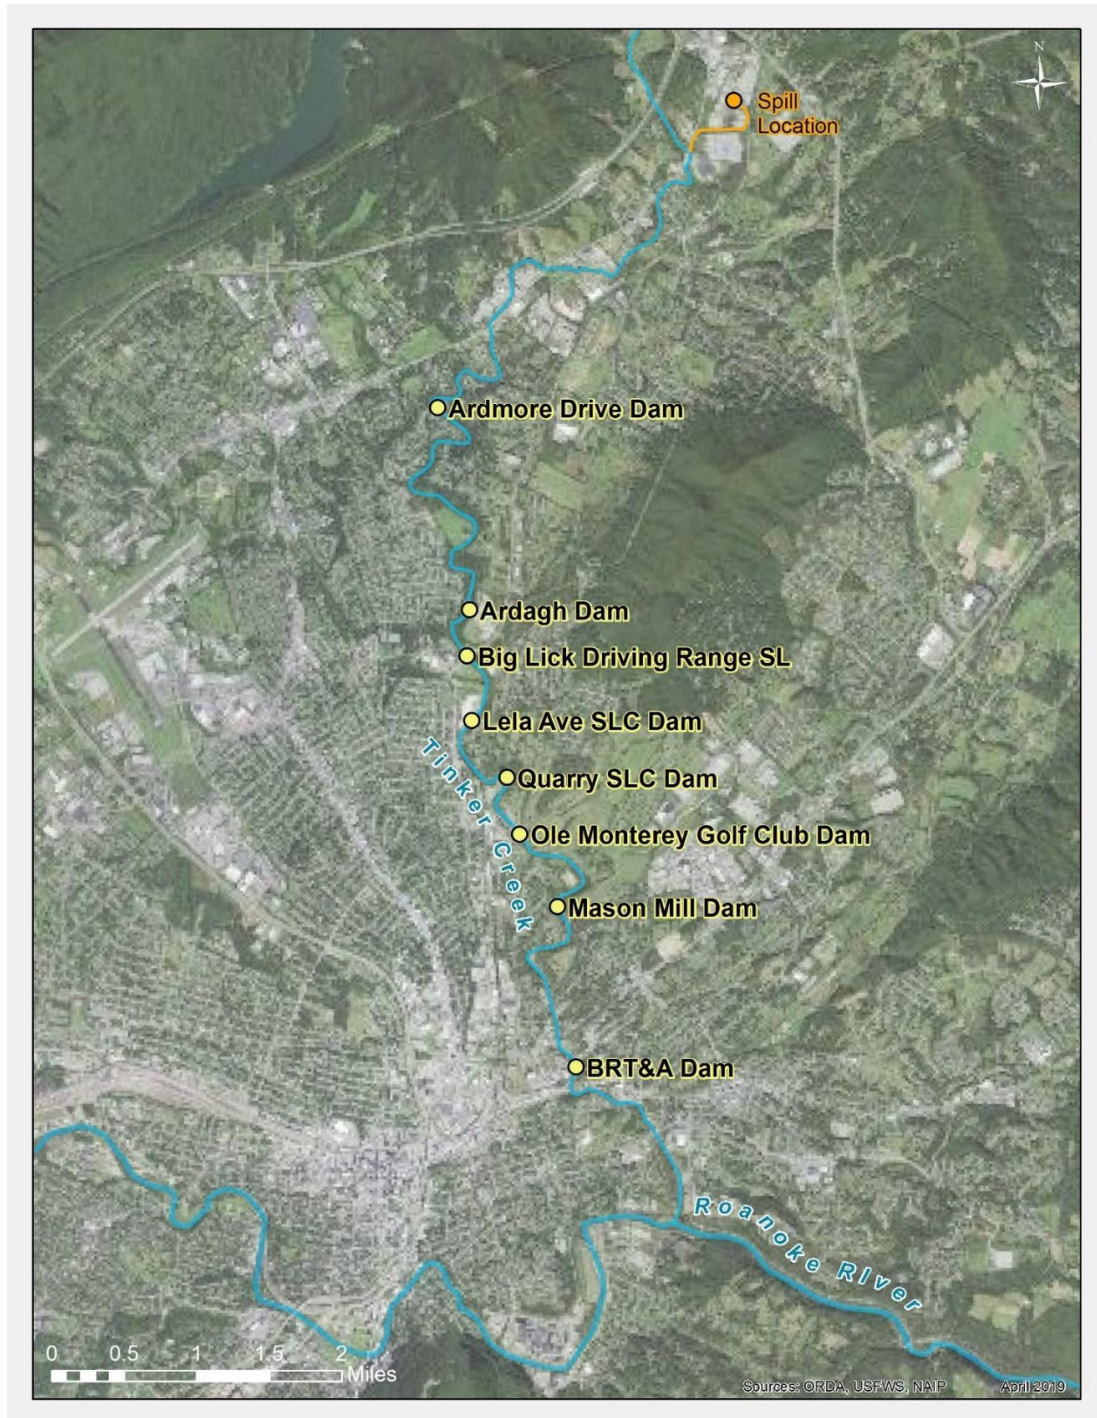 N
Spill
Location
Ardmore Drive Dam
Ardagh Dam
Big Lick Driving Range SL
Lela Ave SLC Dam
Quarry SLC Dam
Tinker Creek
Ole Monterey Golf Club Dam
Mason Mill Dam
BRT&A Dam
Roanoke RIver
0 0.5 1 1.5 2
Miles
Sources: ORDA, USFWS, NAIP April 2019